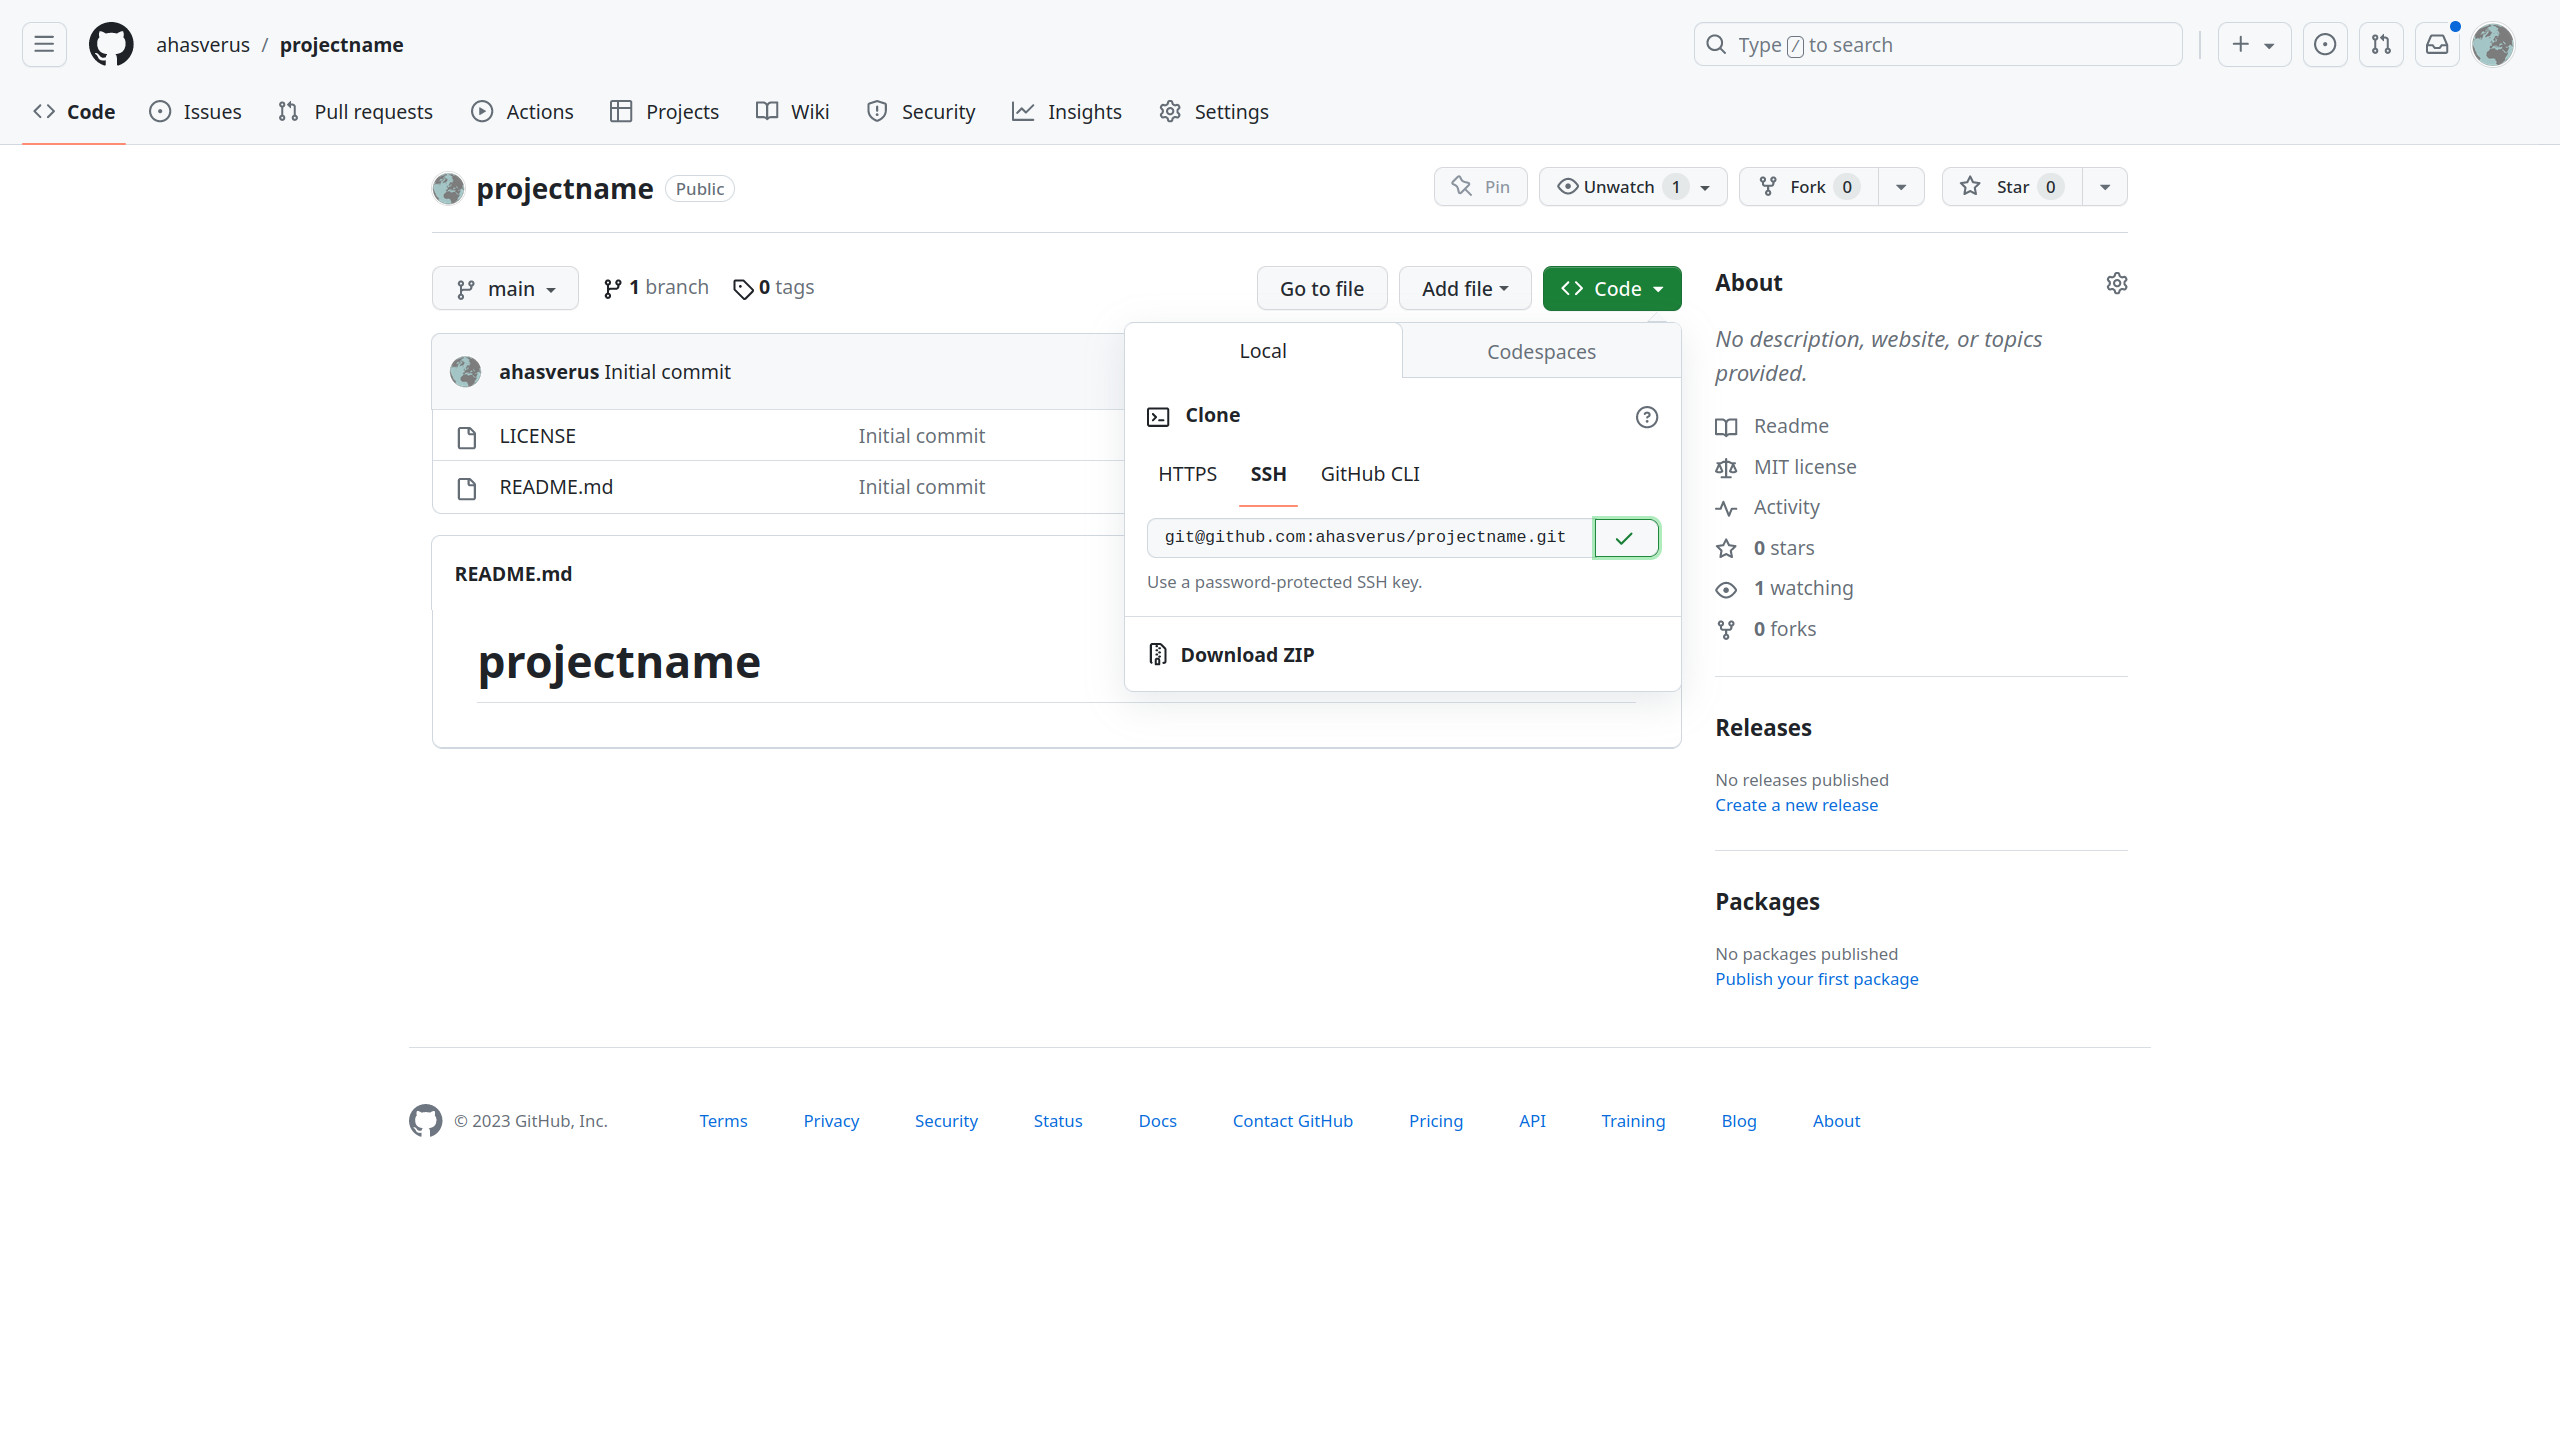 ahasverus / projectname
Type / to search
Code Issues Pull requests Actions Projects Wiki Security Insights Settings
projectname Public
Pin Unwatch 1 Fork 0 Star 0
main 1 branch 0 tags Go to file Add file Code
Local Codespaces
ahasverus Initial commit
Clone
LICENSE Initial commit
HTTPS SSH GitHub CLI
README.md Initial commit
git@github.com:ahasverus/projectname.git
Use a password-protected SSH key.
README.md
Download ZIP
projectname
About
No description, website, or topics
provided.
Readme
MIT license
Activity
0 stars
1 watching
0 forks
Releases
No releases published
Create a new release
Packages
No packages published
Publish your first package
© 2023 GitHub, Inc. Terms Privacy Security Status Docs Contact GitHub Pricing API Training Blog About